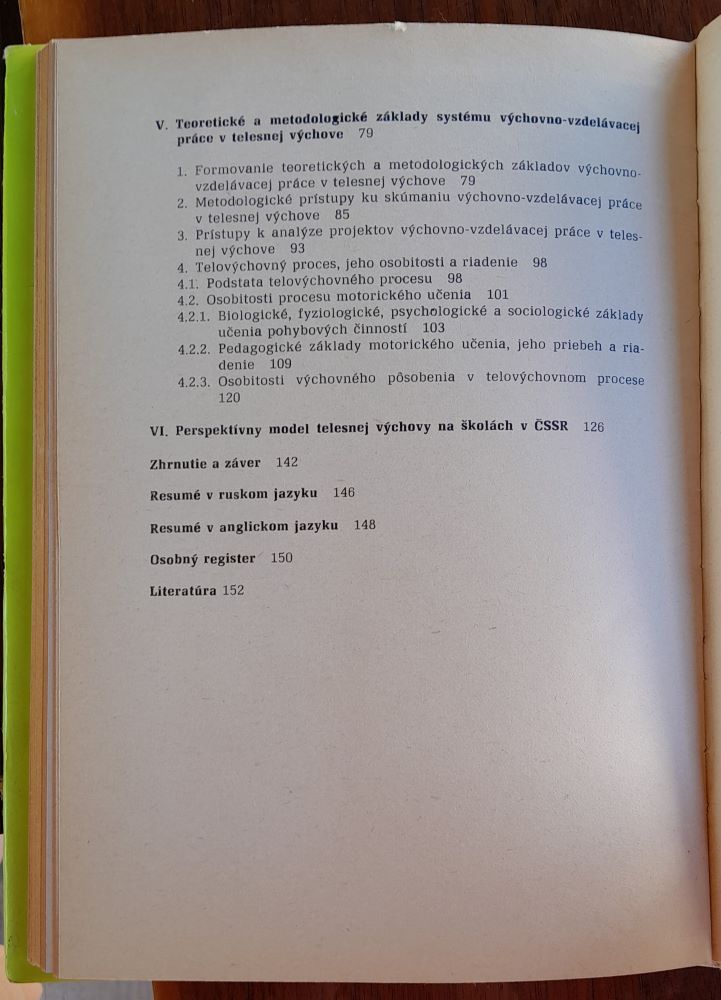 V. Teoretické a metodologické základy systému výchovno-vzdelávacej
práce v telesnej výchove 79
1. Formovanie teoretických a metodologických základov výchovno-
vzdelávacej práce v telesnej výchove 79
2. Metodologické prístupy ku skúmaniu výchovno-vzdelávacej práce
v telesnej výchove 85
3. Prístupy k analýze projektov výchovno-vzdelávacej práce v teles-
nej výchove 93
4. Telovýchovný proces, jeho osobitosti a riadenie 98
4.1. Podstata telovýchovného procesu 98
4.2. Osobitosti procesu motorického učenia 101
4.2.1. Biologické, fyziologické, psychologické a sociologické základy
učenia pohybových činností 103
4.2.2. Pedagogické základy motorického učenia, jeho priebeh a ria-
denie 109
4.2.3. Osobitosti výchovného pôsobenia v telovýchovnom procese
120
VI. Perspektívny model telesnej výchovy na školách v ČSSR 126
Zhrnutie a záver 142
Resumé v ruskom jazyku 146
Resumé v anglickom jazyku 148
Osobný register 150
Literatúra 152